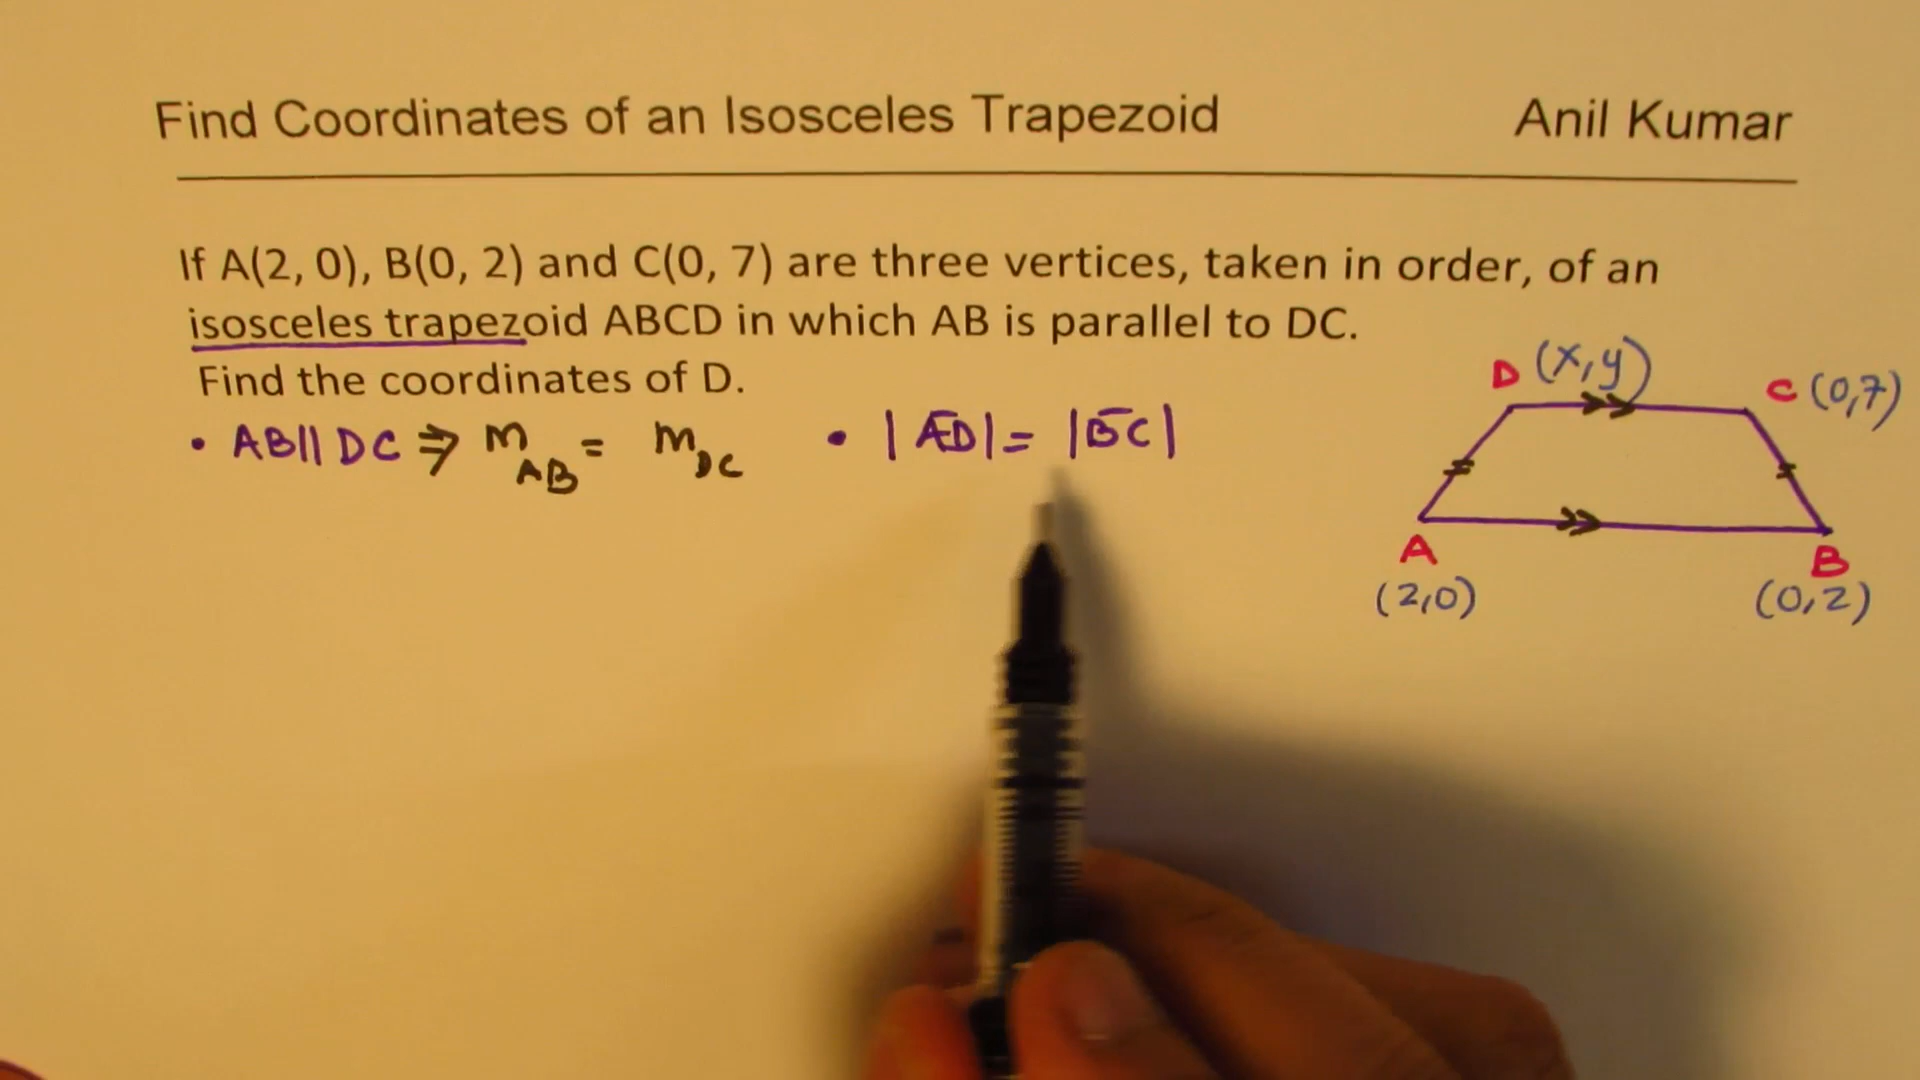 Find Coordinates of an Isosceles Trapezoid Anil Kumar
If A(2, 0), B(0, 2) and C(0, 7) are three vertices, taken in order, of an
isosceles trapezoid ABCD in which AB is parallel to DC.
Find the coordinates of D.
• AB || DC ⇒ m_AB = m_DC • |AD| = |BC|
D (x,y) C (0,7)
A B
(2,0) (0,2)